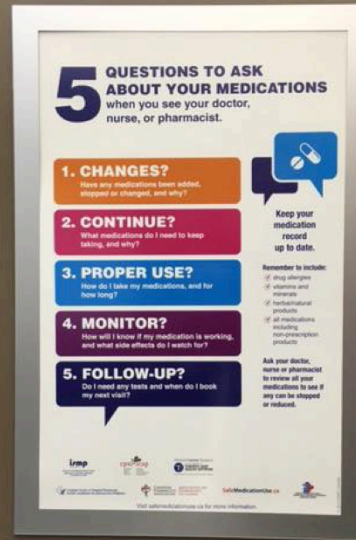 5 QUESTIONS TO ASK
ABOUT YOUR MEDICATIONS
when you see your doctor,
nurse, or pharmacist.
1. CHANGES?
Have any medications been added,
stopped or changed, and why?
2. CONTINUE?
What medications do I need to keep
taking, and why?
3. PROPER USE?
How do I take my medications, and for
how long?
4. MONITOR?
How will I know if my medication is working,
and what side effects do I watch for?
5. FOLLOW-UP?
Do I need any tests and when do I book
my next visit?
Keep your
medication
record
up to date.
Remember to include:
drug allergies
vitamins and
minerals
herbal/natural
products
all medications
including
non-prescription
products
Ask your doctor,
nurse or pharmacist
to review all your
medications to see if
any can be stopped
or reduced.
ismp
SafeMedicationUse.ca
Visit safemedicationuse.ca for more information.